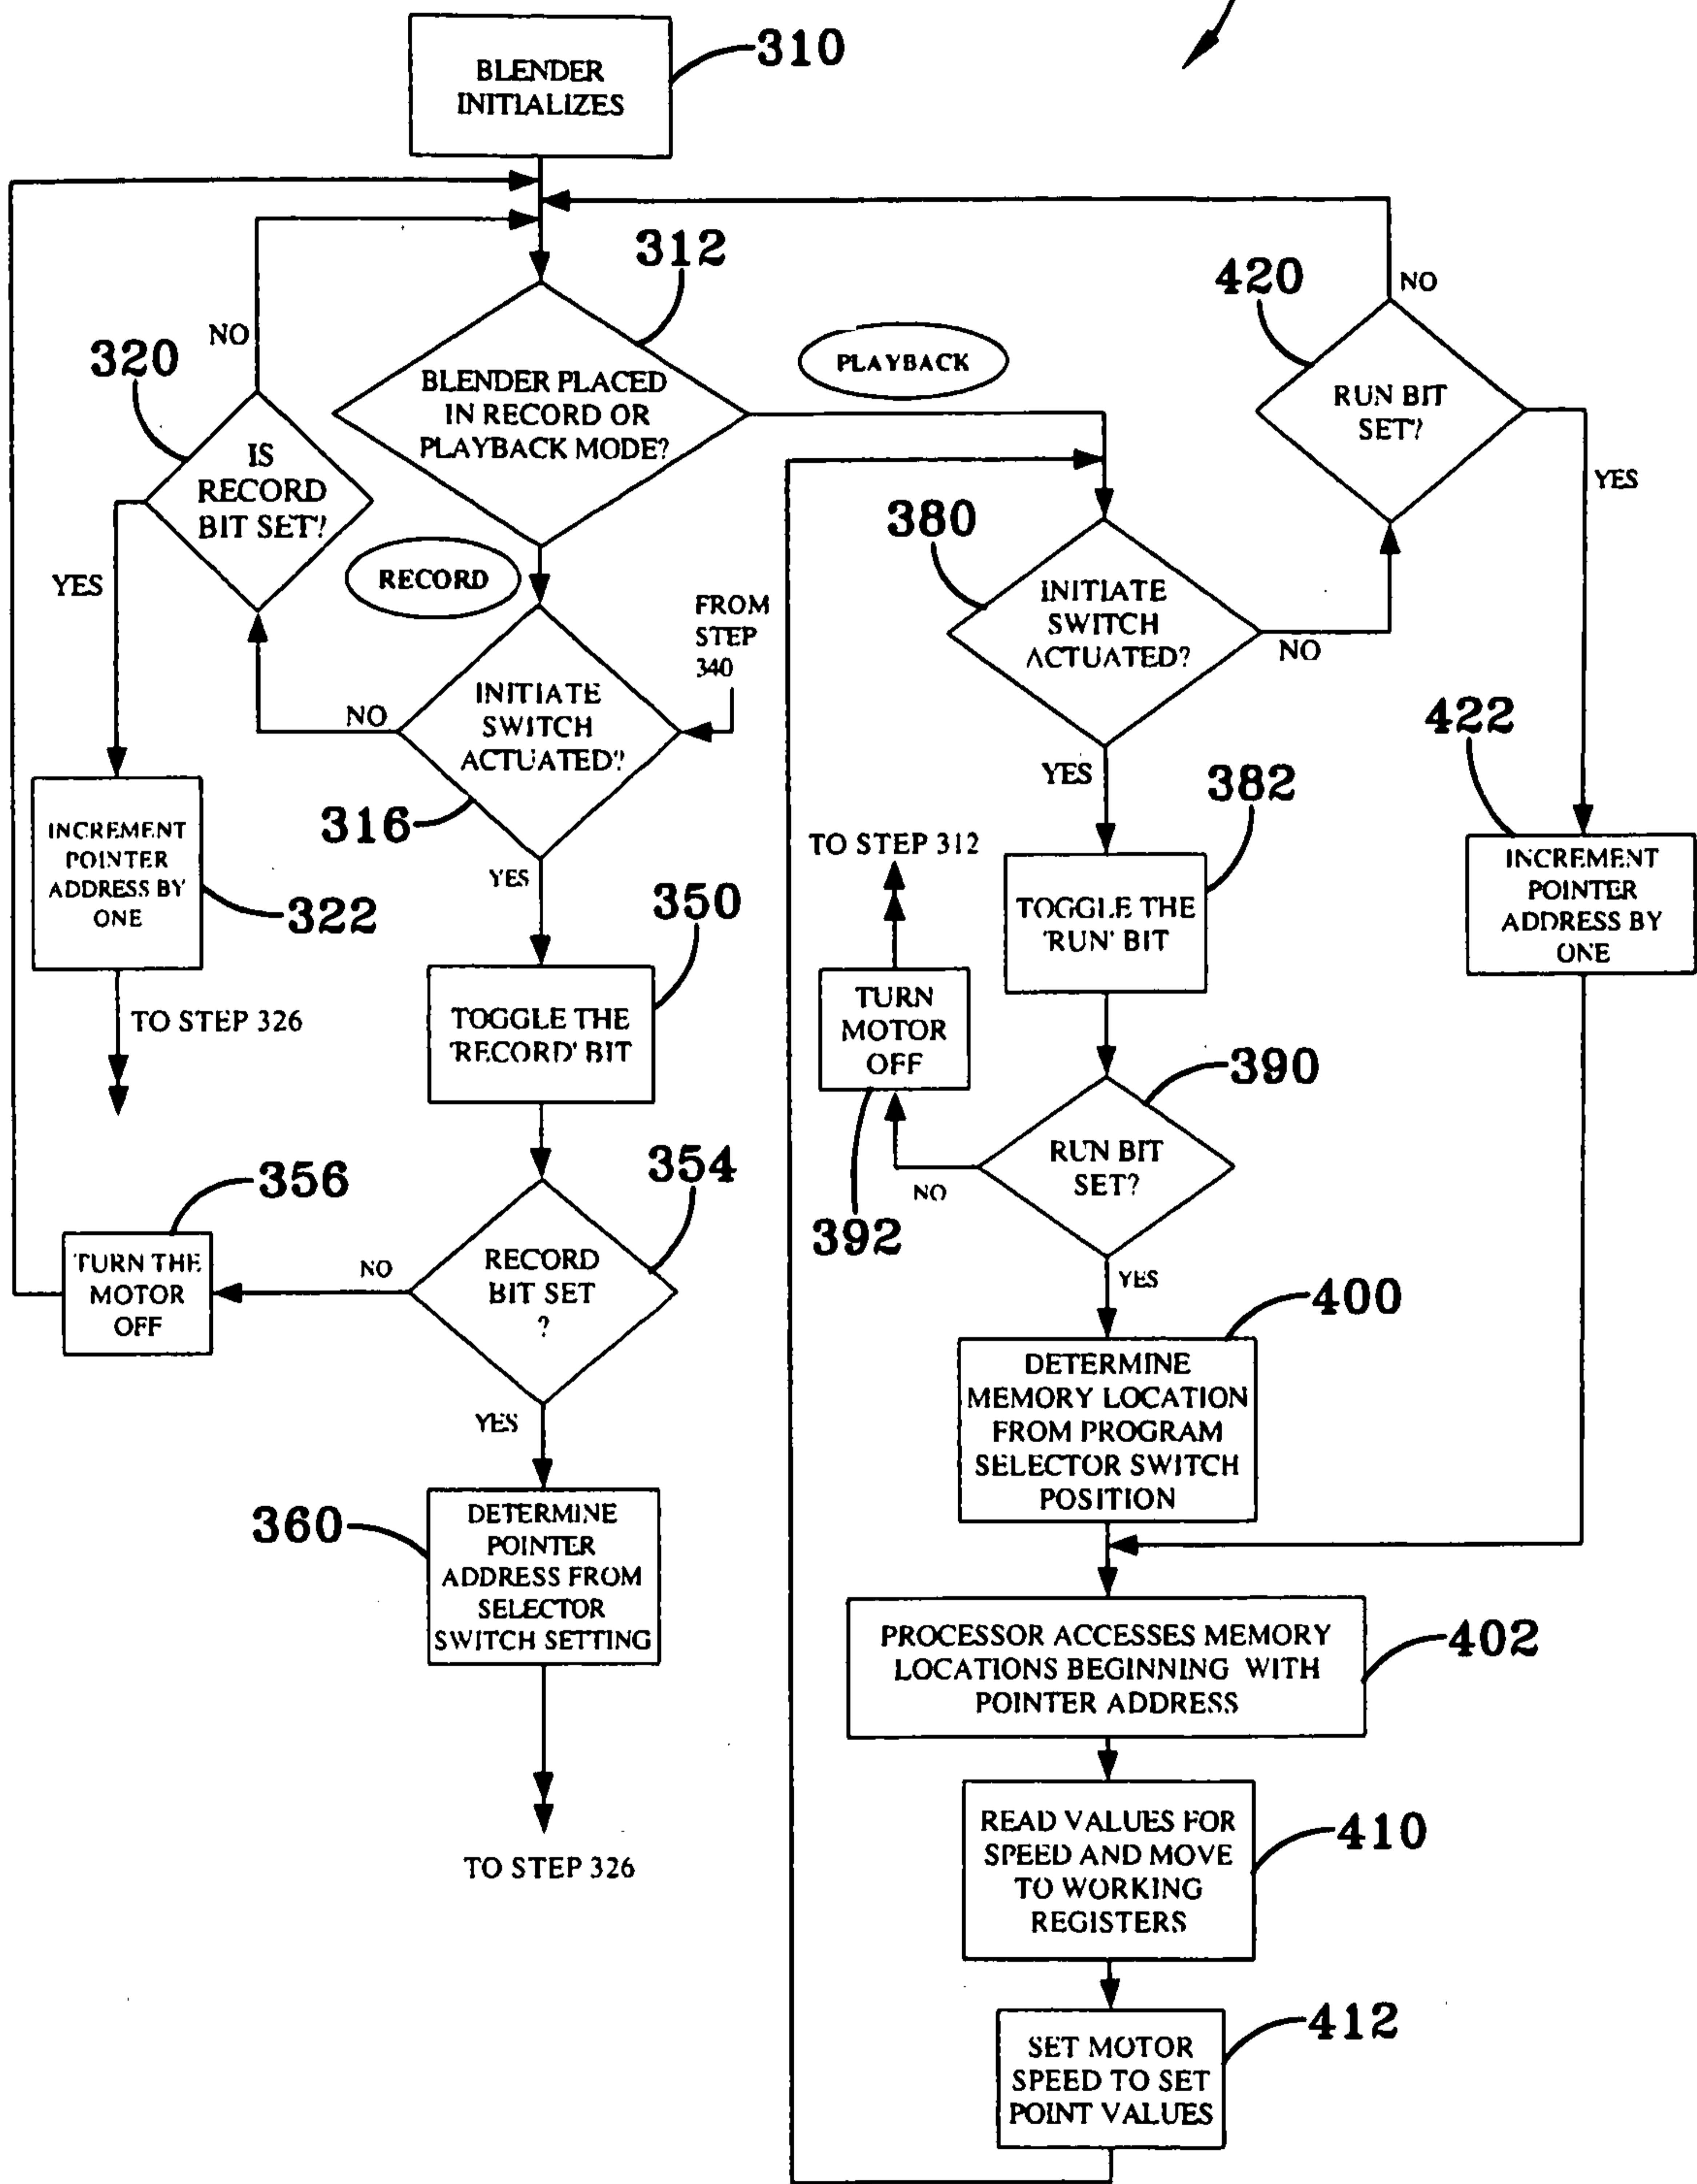 310
BLENDER
INITIALIZES
312
420
NO
NO
320
PLAYBACK
BLENDER PLACED
IN RECORD OR
PLAYBACK MODE?
RUN BIT
SET?
IS
RECORD
BIT SET?
YES
380
RECORD
YES
FROM
STEP
340
INITIATE
SWITCH
ACTUATED?
NO
INITIATE
SWITCH
ACTUATED?
NO
422
YES
382
316
INCREMENT
POINTER
ADDRESS BY
ONE
322
TO STEP 312
INCREMENT
POINTER
ADDRESS BY
ONE
YES
350
TOGGLE THE
'RUN' BIT
TO STEP 326
TOGGLE THE
'RECORD' BIT
TURN
MOTOR
OFF
390
354
RUN BIT
SET?
356
NO
392
TURN THE
MOTOR
OFF
NO
RECORD
BIT SET
?
YES
400
DETERMINE
MEMORY LOCATION
FROM PROGRAM
SELECTOR SWITCH
POSITION
YES
360
DETERMINE
POINTER
ADDRESS FROM
SELECTOR
SWITCH SETTING
PROCESSOR ACCESSES MEMORY
LOCATIONS BEGINNING WITH
POINTER ADDRESS
402
READ VALUES FOR
SPEED AND MOVE
TO WORKING
REGISTERS
410
TO STEP 326
SET MOTOR
SPEED TO SET
POINT VALUES
412